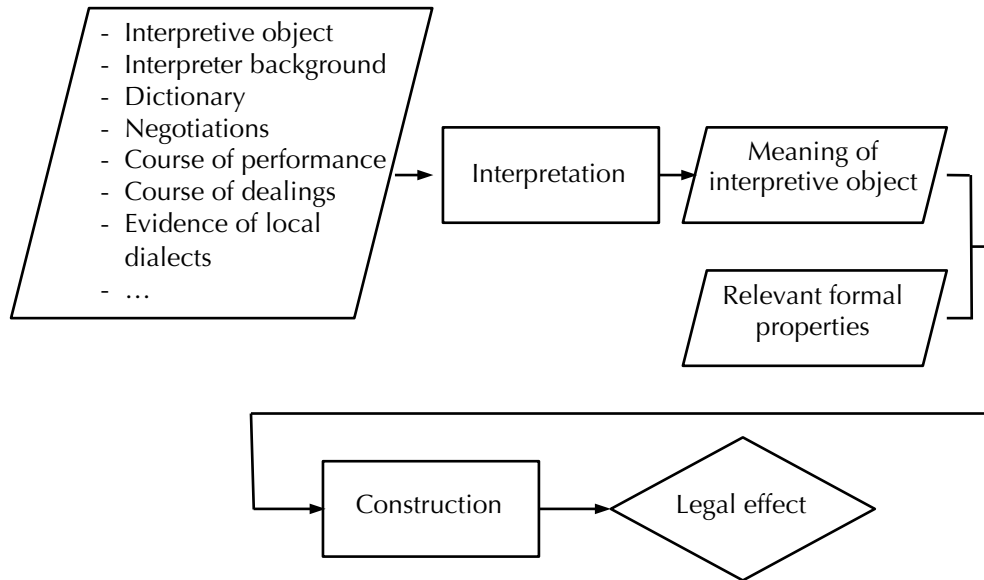 - Interpretive object
- Interpreter background
- Dictionary
- Negotiations
- Course of performance
- Course of dealings
- Evidence of local
dialects
- …
Interpretation
Meaning of
interpretive object
Relevant formal
properties
Construction
Legal effect